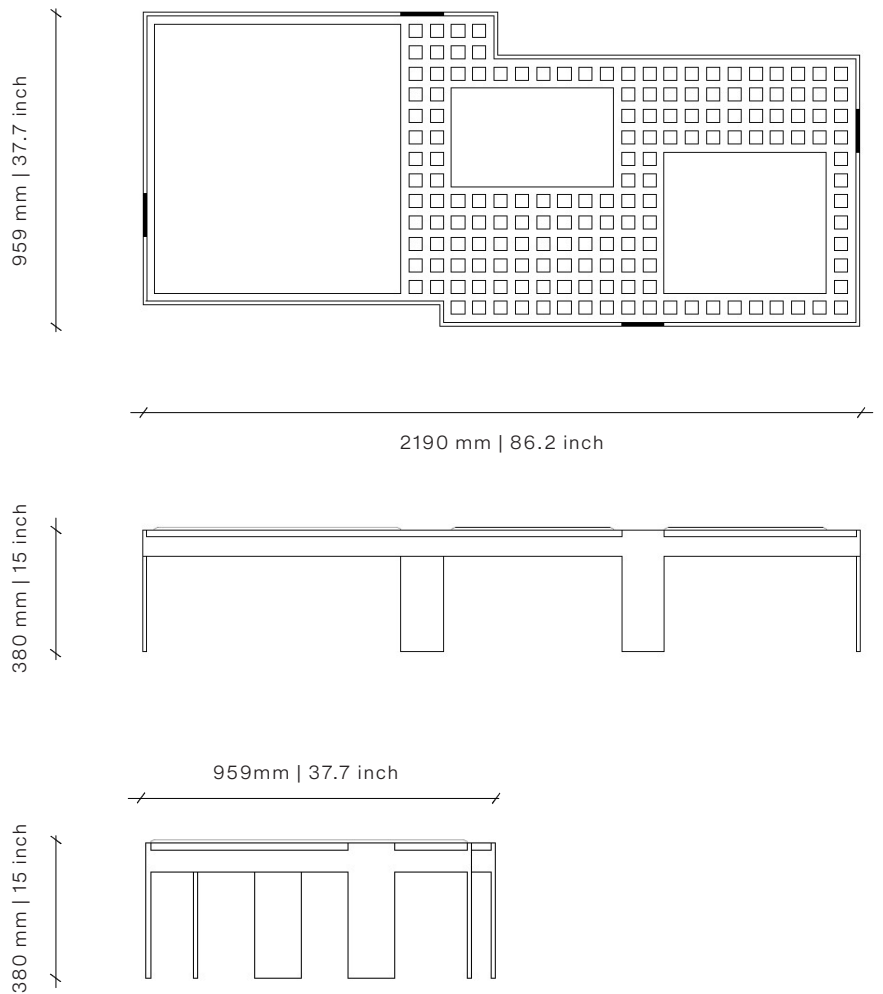 959 mm | 37.7 inch
2190 mm | 86.2 inch
380 mm | 15 inch
959mm | 37.7 inch
380 mm | 15 inch